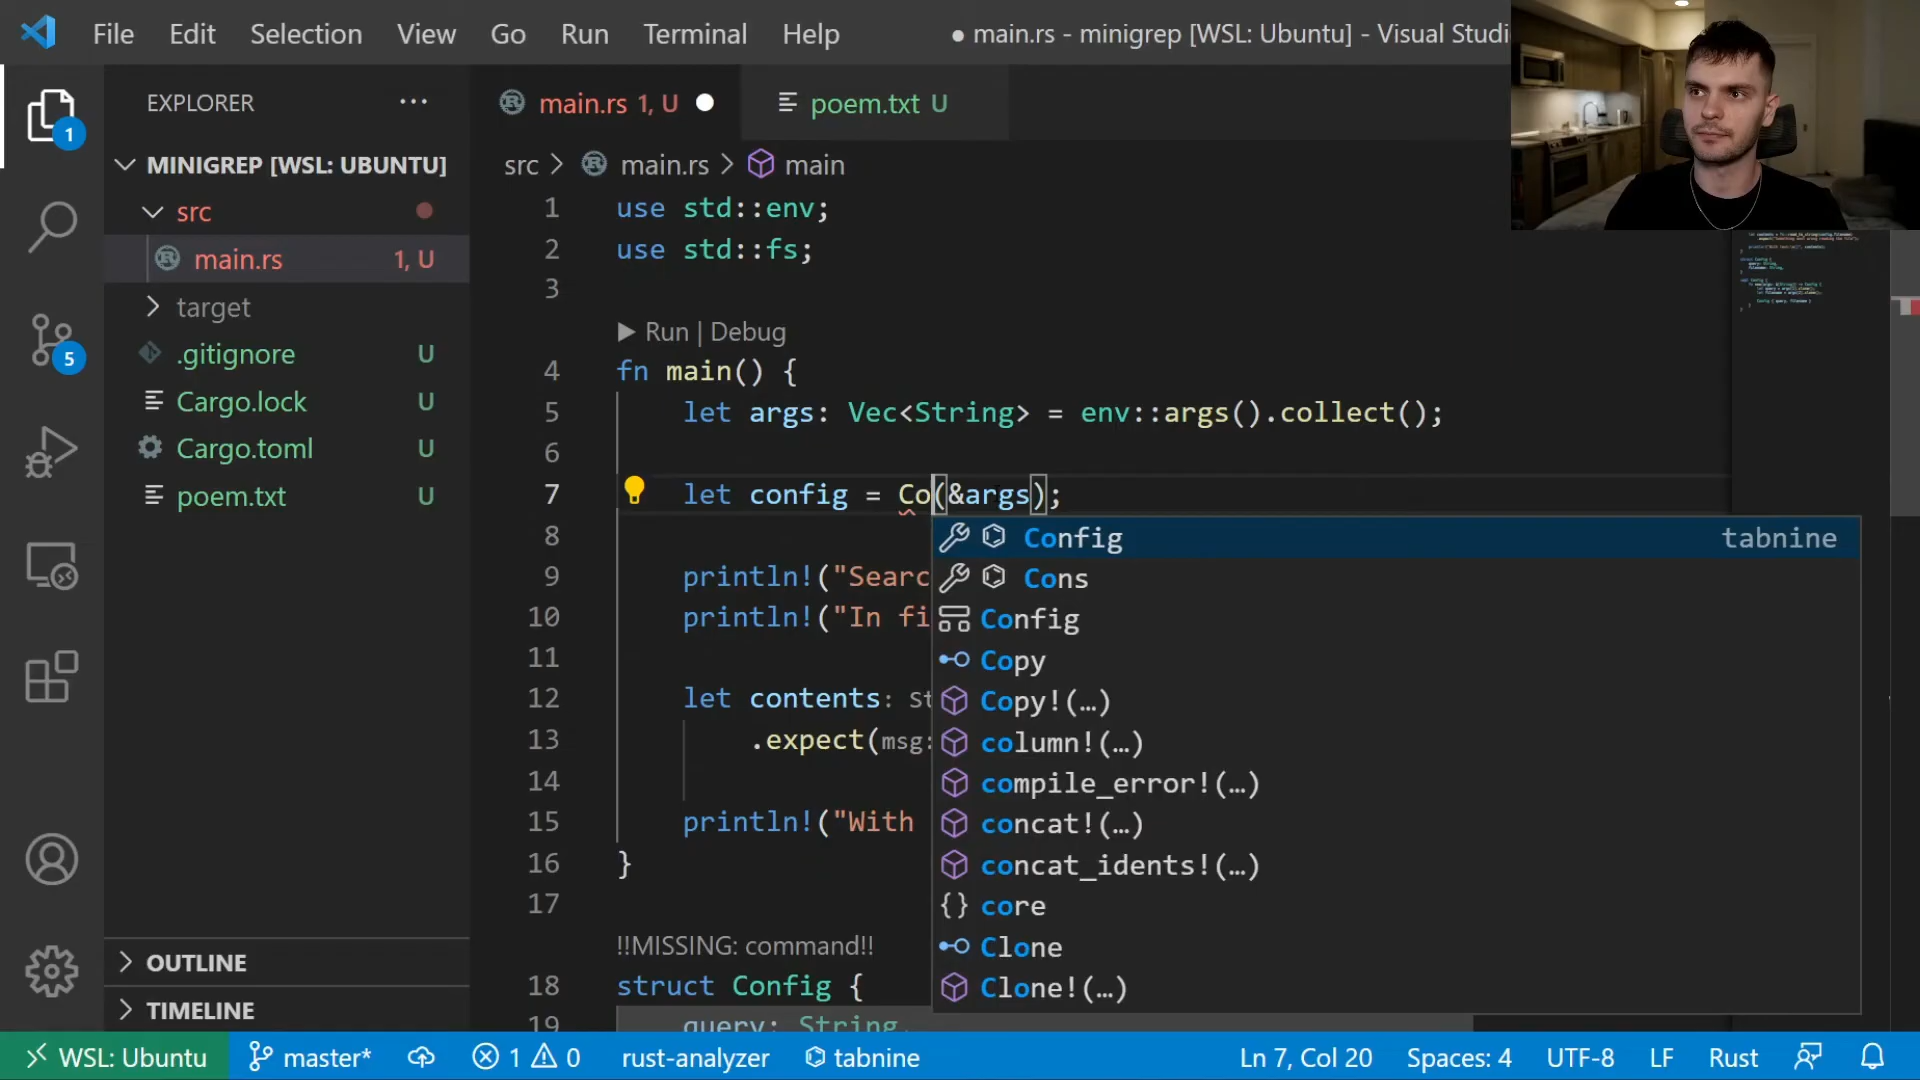 File Edit Selection View Go Run Terminal Help
● main.rs - minigrep [WSL: Ubuntu] - Visual Studi
EXPLORER ···
main.rs 1, U
poem.txt U
MINIGREP [WSL: UBUNTU]
src
main.rs 1, U
target
.gitignore U
Cargo.lock U
Cargo.toml U
poem.txt U
OUTLINE
TIMELINE
1
5
src > main.rs > main
1 use std::env;
2 use std::fs;
3
▶ Run | Debug
4 fn main() {
5 let args: Vec<String> = env::args().collect();
6
7 let config = Co(&args);
8
9 println!("Searc
10 println!("In fi
11
12 let contents: St
13 .expect(msg:
14
15 println!("With
16 }
17
!!MISSING: command!!
18 struct Config {
19 query: String,
Config tabnine
Cons
Config
Copy
Copy!(…)
column!(…)
compile_error!(…)
concat!(…)
concat_idents!(…)
{} core
Clone
Clone!(…)
WSL: Ubuntu master* 1 0 rust-analyzer tabnine Ln 7, Col 20 Spaces: 4 UTF-8 LF Rust